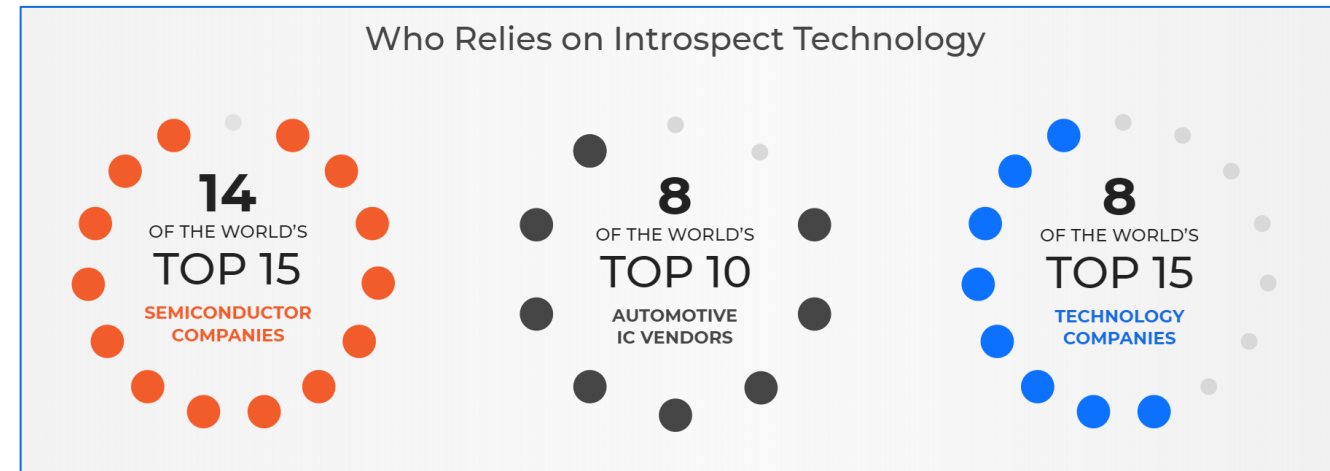 Who Relies on Introspect Technology
14
OF THE WORLD'S
TOP 15
SEMICONDUCTOR
COMPANIES
8
OF THE WORLD'S
TOP 10
AUTOMOTIVE
IC VENDORS
8
OF THE WORLD'S
TOP 15
TECHNOLOGY
COMPANIES